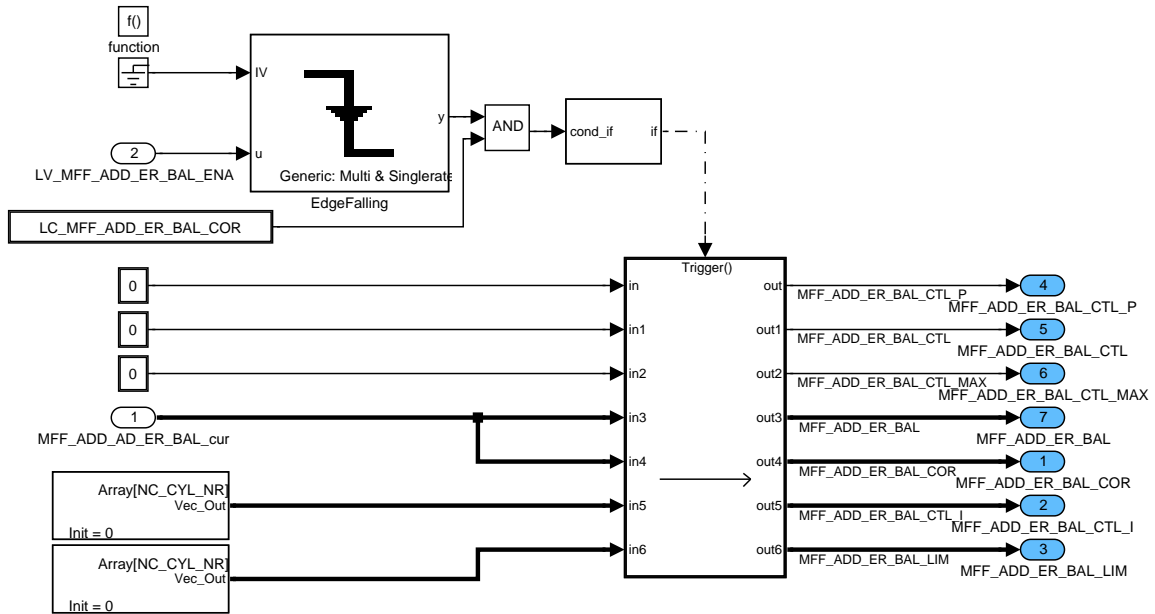 f()
function
IV
y
AND
cond_if
if
2
u
LV_MFF_ADD_ER_BAL_ENA
Generic: Multi & Singlerate
EdgeFalling
LC_MFF_ADD_ER_BAL_COR
Trigger()
0
in
out
MFF_ADD_ER_BAL_CTL_P
4
MFF_ADD_ER_BAL_CTL_P
0
in1
out1
MFF_ADD_ER_BAL_CTL
5
MFF_ADD_ER_BAL_CTL
0
in2
out2
MFF_ADD_ER_BAL_CTL_MAX
6
MFF_ADD_ER_BAL_CTL_MAX
1
MFF_ADD_AD_ER_BAL_cur
in3
out3
MFF_ADD_ER_BAL
7
MFF_ADD_ER_BAL
in4
out4
MFF_ADD_ER_BAL_COR
1
MFF_ADD_ER_BAL_COR
Array[NC_CYL_NR]
Vec_Out
Init = 0
in5
out5
MFF_ADD_ER_BAL_CTL_I
2
MFF_ADD_ER_BAL_CTL_I
Array[NC_CYL_NR]
Vec_Out
Init = 0
in6
out6
MFF_ADD_ER_BAL_LIM
3
MFF_ADD_ER_BAL_LIM